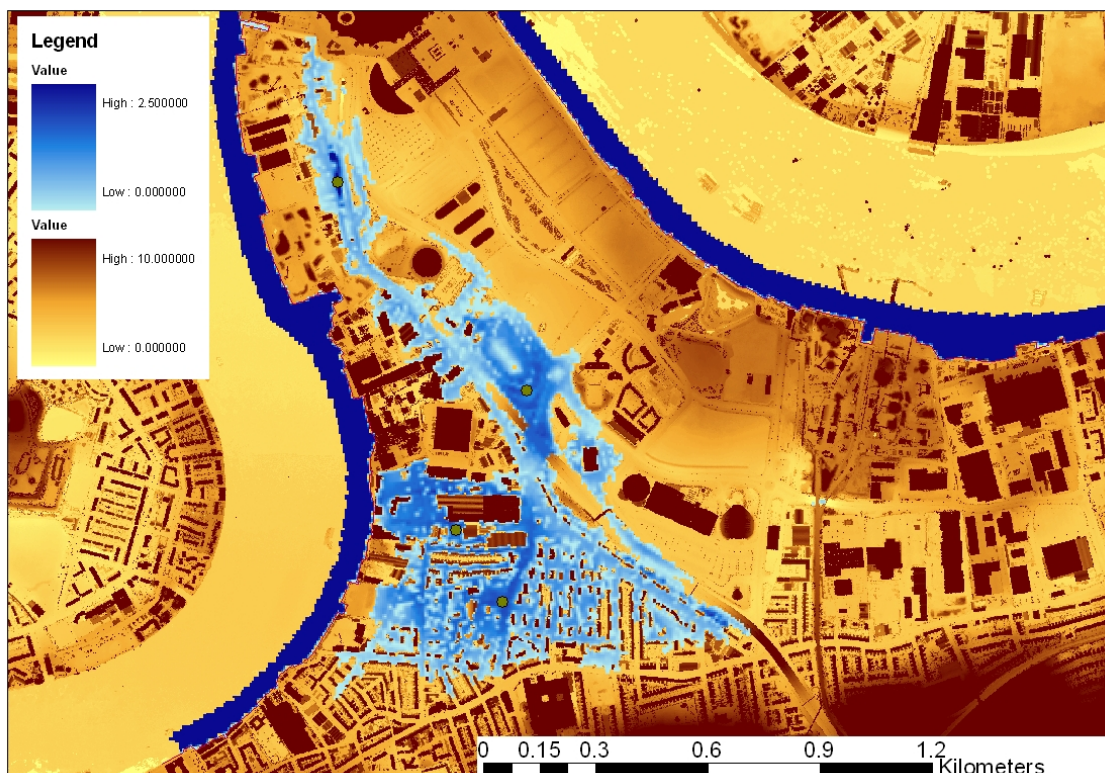 Legend
Value
High : 2.500000
Low : 0.000000
Value
High : 10.000000
Low : 0.000000
0 0.15 0.3 0.6 0.9 1.2
Kilometers